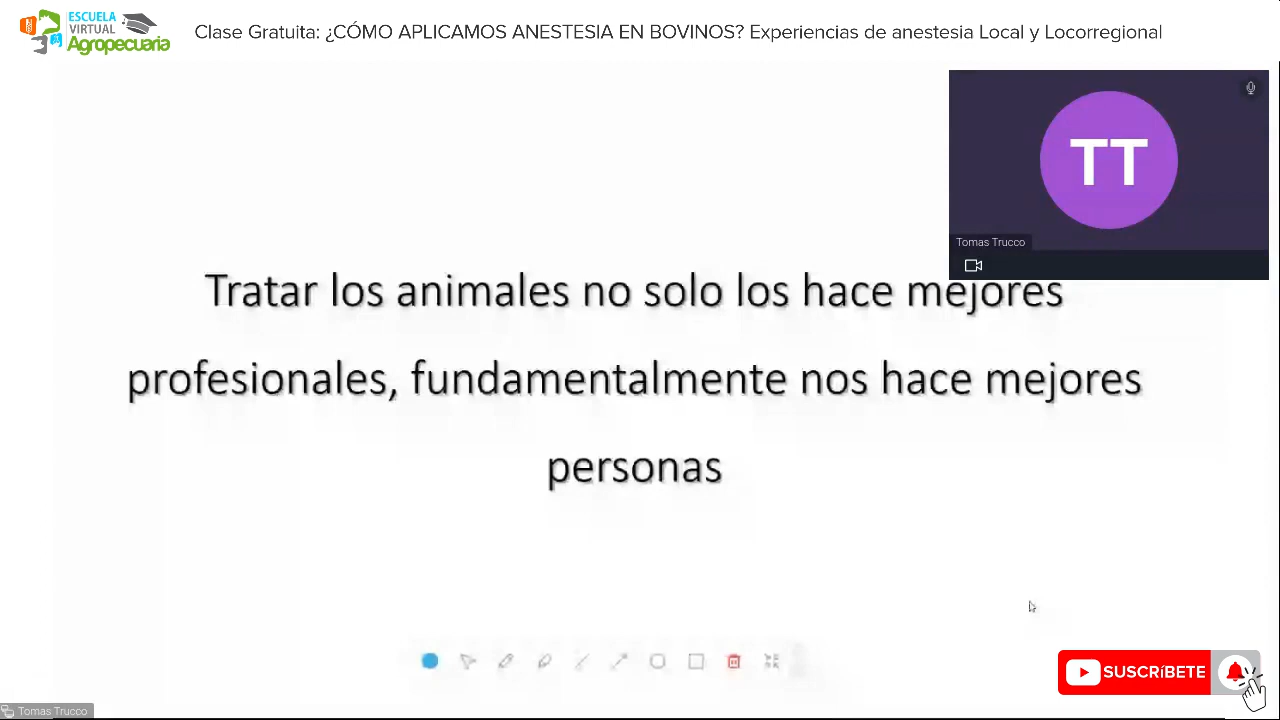 ESCUELA
VIRTUAL
Agropecuaria
Clase Gratuita: ¿CÓMO APLICAMOS ANESTESIA EN BOVINOS? Experiencias de anestesia Local y Locorregional
TT
Tomas Trucco
Tratar los animales no solo los hace mejores
profesionales, fundamentalmente nos hace mejores
personas
SUSCRíBETE
Tomas Trucco